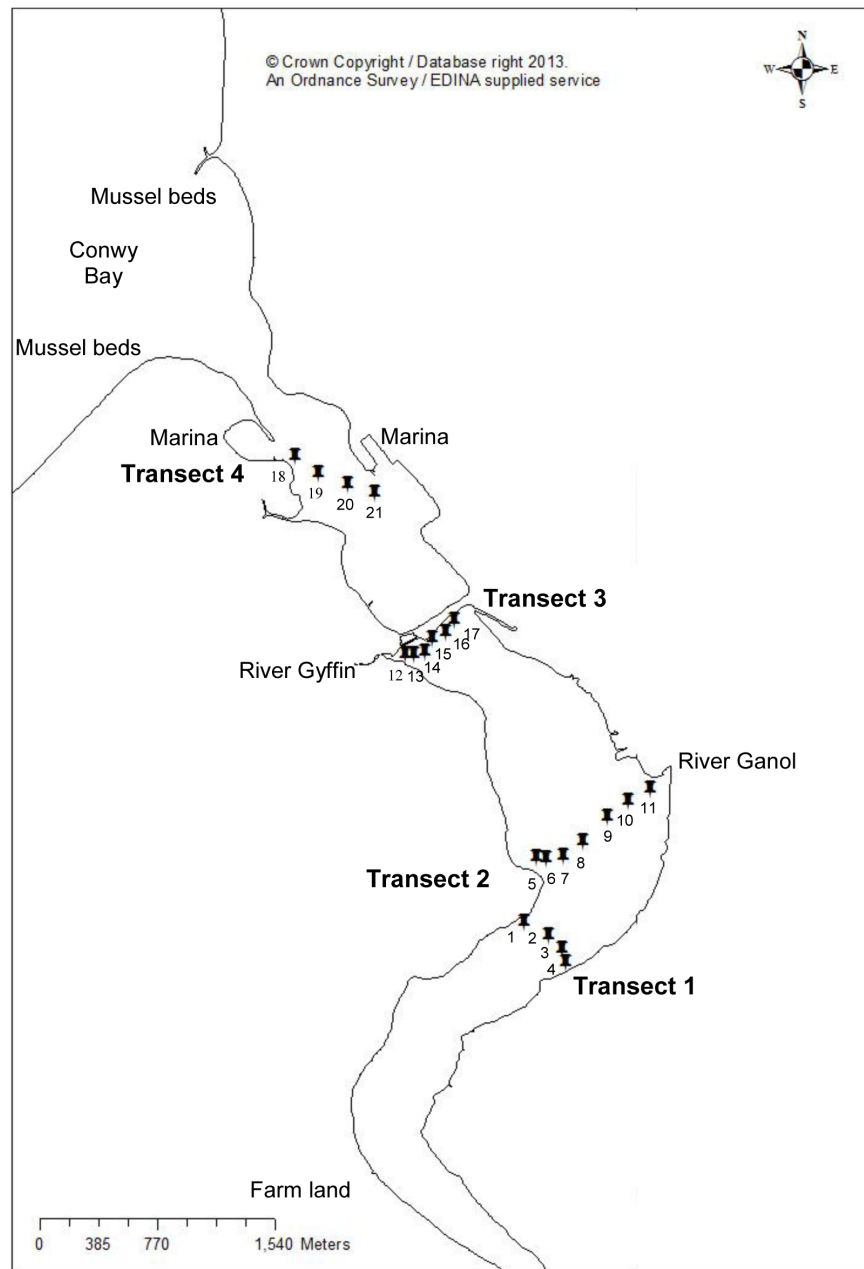 © Crown Copyright / Database right 2013.
An Ordnance Survey / EDINA supplied service
N
W E
S
Mussel beds
Conwy
Bay
Mussel beds
Marina
Marina
Transect 4
18
19
20
21
Transect 3
17
16
15
14
River Gyffin
12
13
River Ganol
11
10
9
8
Transect 2
5
6
7
1
2
3
4
Transect 1
Farm land
0 385 770 1,540 Meters